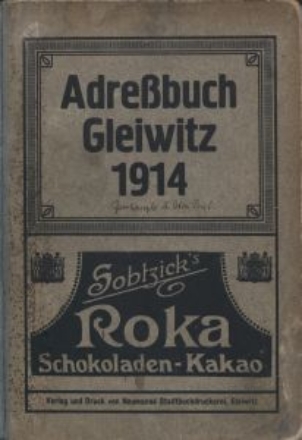 Adreßbuch
Gleiwitz
1914
Sobtzick's
Roka
Schokoladen-Kakao
Verlag und Druck von Neumanns Stadtbuchdruckerei, Gleiwitz